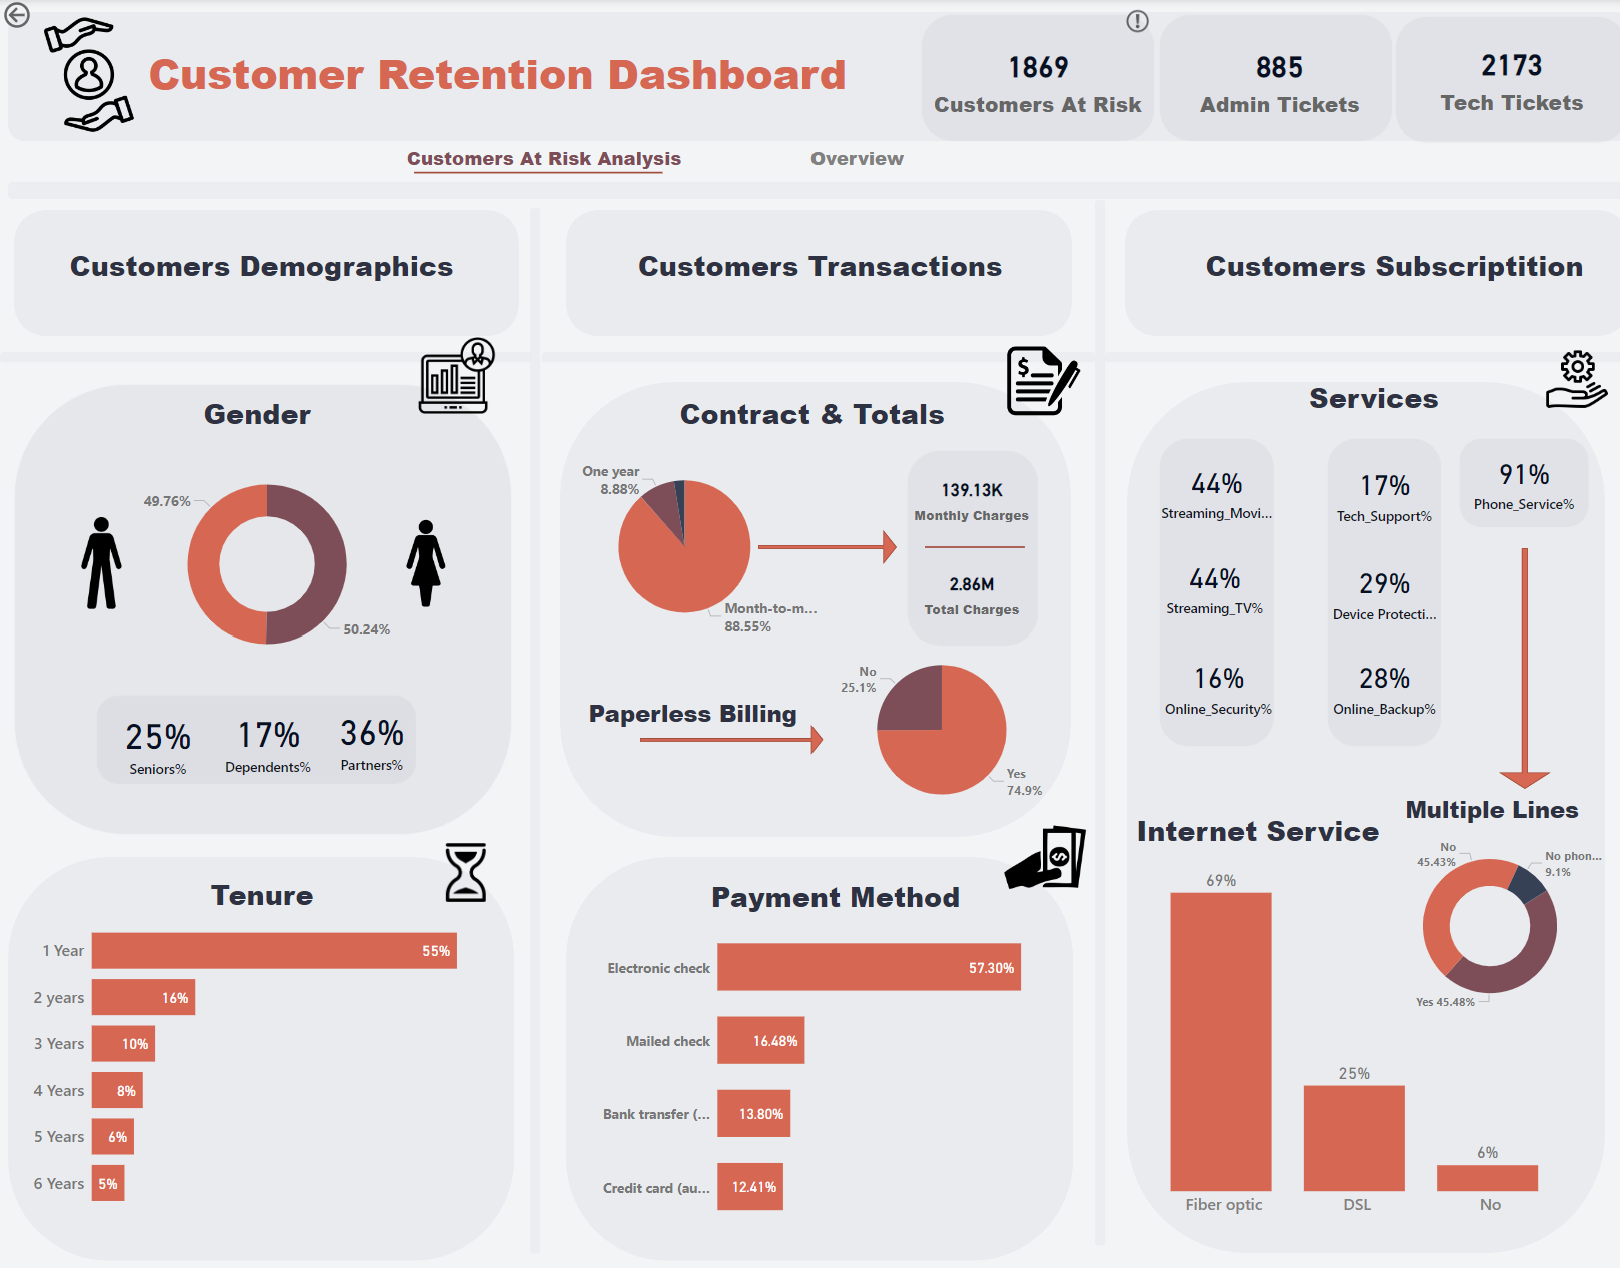 Customer Retention Dashboard
1869
Customers At Risk
885
Admin Tickets
2173
Tech Tickets
Customers At Risk Analysis
Overview
Customers Demographics
Customers Transactions
Customers Subscriptition
Gender
49.76%
50.24%
25%
Seniors%
17%
Dependents%
36%
Partners%
Tenure
1 Year
55%
2 years
16%
3 Years
10%
4 Years
8%
5 Years
6%
6 Years
5%
Contract & Totals
$
One year
8.88%
Month-to-m...
88.55%
139.13K
Monthly Charges
2.86M
Total Charges
Paperless Billing
No
25.1%
Yes
74.9%
Payment Method
$
Electronic check
57.30%
Mailed check
16.48%
Bank transfer (...
13.80%
Credit card (au...
12.41%
Services
44%
Streaming_Movi...
17%
Tech_Support%
91%
Phone_Service%
44%
Streaming_TV%
29%
Device Protecti...
16%
Online_Security%
28%
Online_Backup%
Internet Service
69%
25%
6%
Fiber optic
DSL
No
Multiple Lines
No
45.43%
No phon...
9.1%
Yes 45.48%